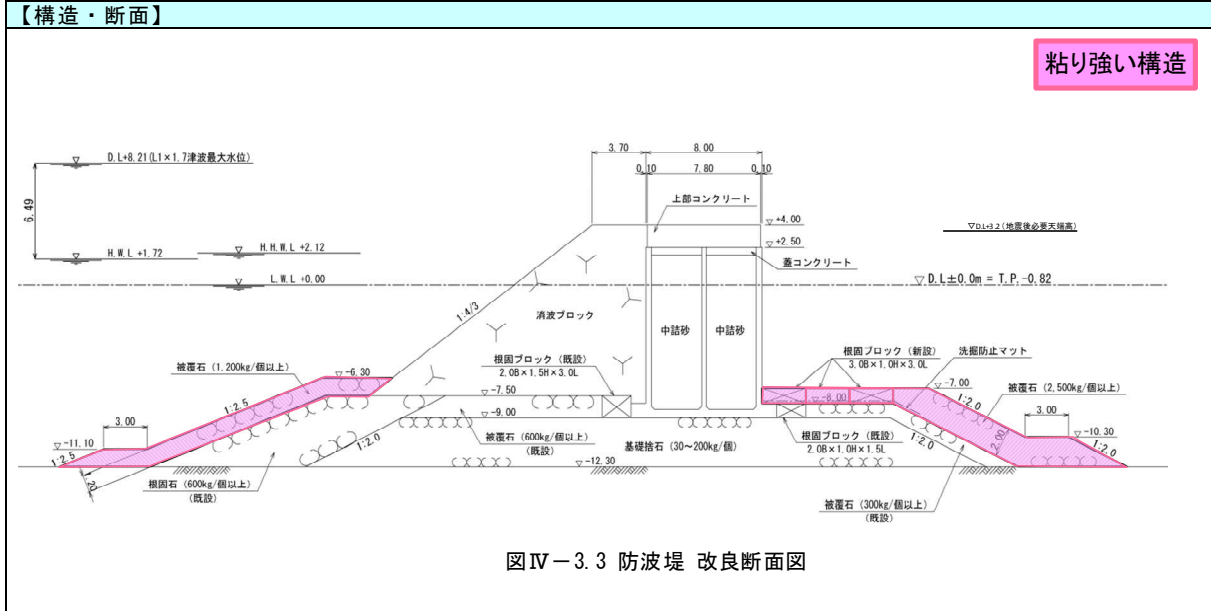 【構造・断面】
粘り強い構造
D.L+8.21(L1×1.7津波最大水位)
6.49
H.W.L +1.72
H.H.W.L +2.12
L.W.L +0.00
3.70
8.00
0.10
7.80
0.10
上部コンクリート
+4.00
+2.50
蓋コンクリート
D.L+3.2(地震後必要天端高)
D.L±0.0m = T.P.-0.82
1:4/3
消波ブロック
中詰砂
中詰砂
被覆石(1,200kg/個以上)
-6.30
1:2.5
根固ブロック(既設)
2.0B×1.5H×3.0L
-7.50
-9.00
根固ブロック(新設)
3.0B×1.0H×3.0L
洗掘防止マット
-7.00
-8.00
被覆石(2,500kg/個以上)
1:2.0
3.00
-10.30
2.00
1:2.0
1:2.0
3.00
-11.10
1:2.5
1:2.0
被覆石(600kg/個以上)
(既設)
基礎捨石(30～200kg/個)
根固ブロック(既設)
2.0B×1.0H×1.5L
-12.30
根固石(600kg/個以上)
(既設)
被覆石(300kg/個以上)
(既設)
図Ⅳ－3.3 防波堤 改良断面図